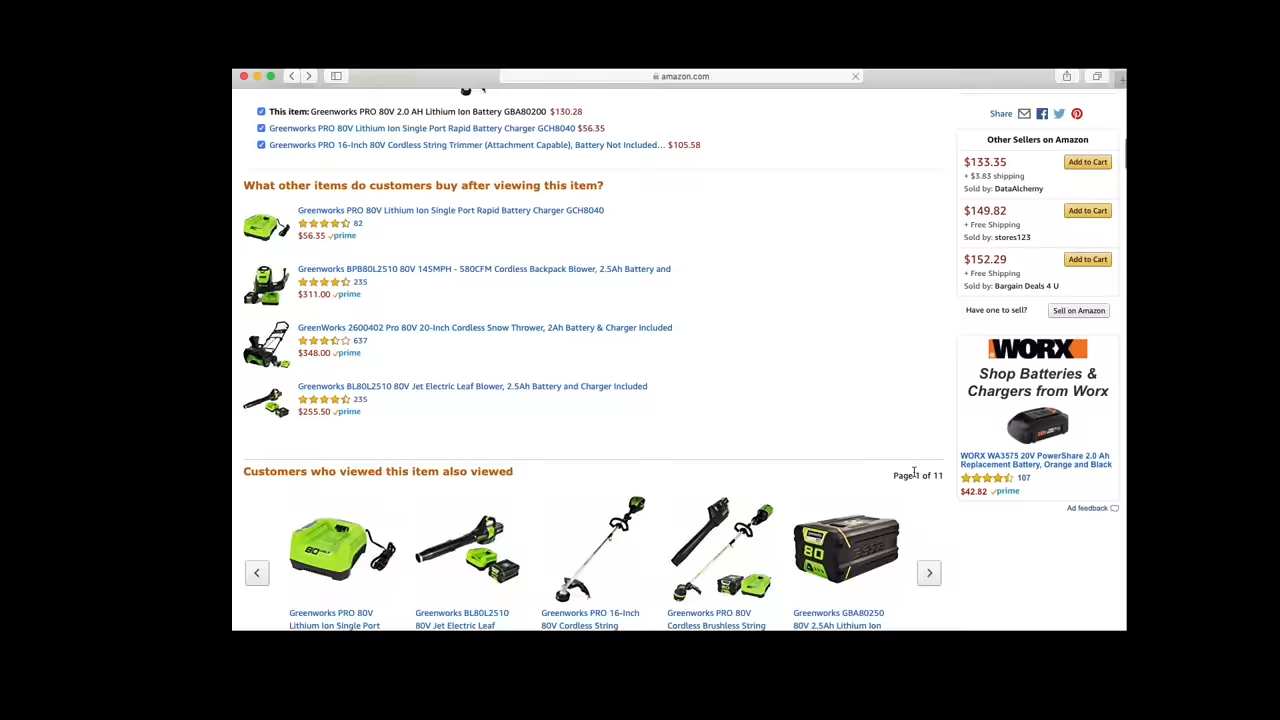 amazon.com
This item: Greenworks PRO 80V 2.0 AH Lithium Ion Battery GBA80200 $130.28
Greenworks PRO 80V Lithium Ion Single Port Rapid Battery Charger GCH8040 $56.35
Greenworks PRO 16-Inch 80V Cordless String Trimmer (Attachment Capable), Battery Not Included... $105.58
What other items do customers buy after viewing this item?
Greenworks PRO 80V Lithium Ion Single Port Rapid Battery Charger GCH8040
82
$56.35 prime
Greenworks BPB80L2510 80V 145MPH - 580CFM Cordless Backpack Blower, 2.5Ah Battery and
235
$311.00 prime
GreenWorks 2600402 Pro 80V 20-Inch Cordless Snow Thrower, 2Ah Battery & Charger Included
637
$348.00 prime
Greenworks BL80L2510 80V Jet Electric Leaf Blower, 2.5Ah Battery and Charger Included
235
$255.50 prime
Customers who viewed this item also viewed
Page 1 of 11
80VOLT
80
Greenworks PRO 80V
Lithium Ion Single Port
Greenworks BL80L2510
80V Jet Electric Leaf
Greenworks PRO 16-Inch
80V Cordless String
Greenworks PRO 80V
Cordless Brushless String
Greenworks GBA80250
80V 2.5Ah Lithium Ion
Share
Other Sellers on Amazon
$133.35 Add to Cart
+ $3.83 shipping
Sold by: DataAlchemy
$149.82 Add to Cart
+ Free Shipping
Sold by: stores123
$152.29 Add to Cart
+ Free Shipping
Sold by: Bargain Deals 4 U
Have one to sell? Sell on Amazon
WORX
Shop Batteries &
Chargers from Worx
WORX WA3575 20V PowerShare 2.0 Ah
Replacement Battery, Orange and Black
107
$42.82 prime
Ad feedback